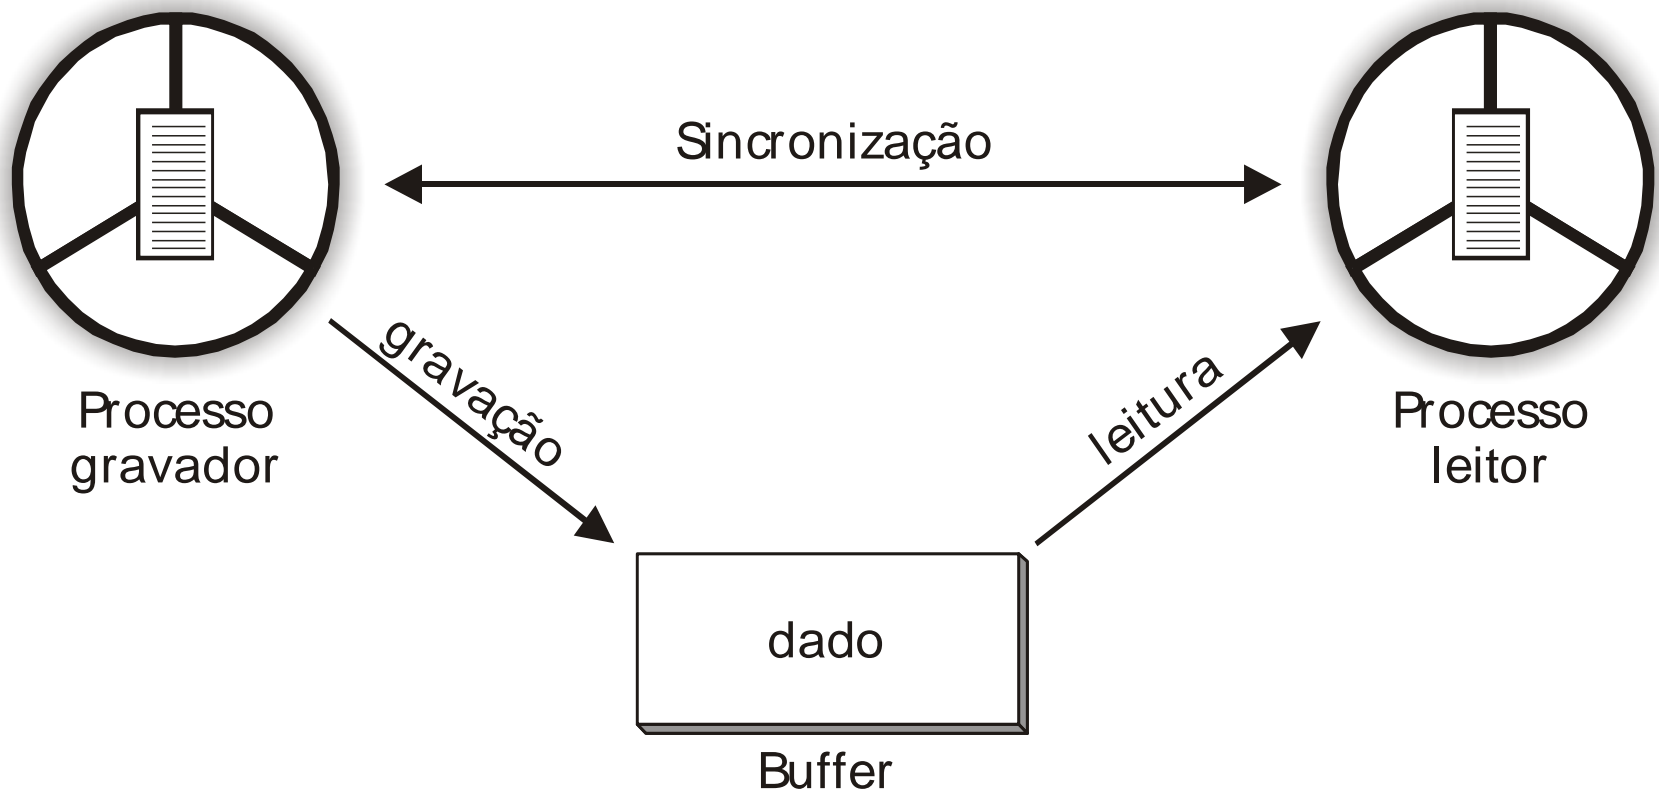 Sincronização
gravação
leitura
Processo
gravador
Processo
leitor
dado
Buffer